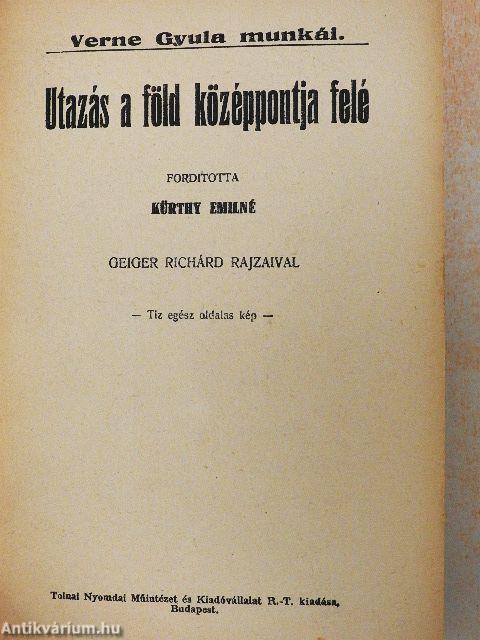 Verne Gyula munkái.
Utazás a föld középpontja felé
FORDITOTTA
KÜRTHY EMILNÉ
GEIGER RICHÁRD RAJZAIVAL
— Tiz egész oldalas kép —
Tolnai Nyomdai Műintézet és Kiadóvállalat R.-T. kiadása,
Budapest.
Antikvárium.hu